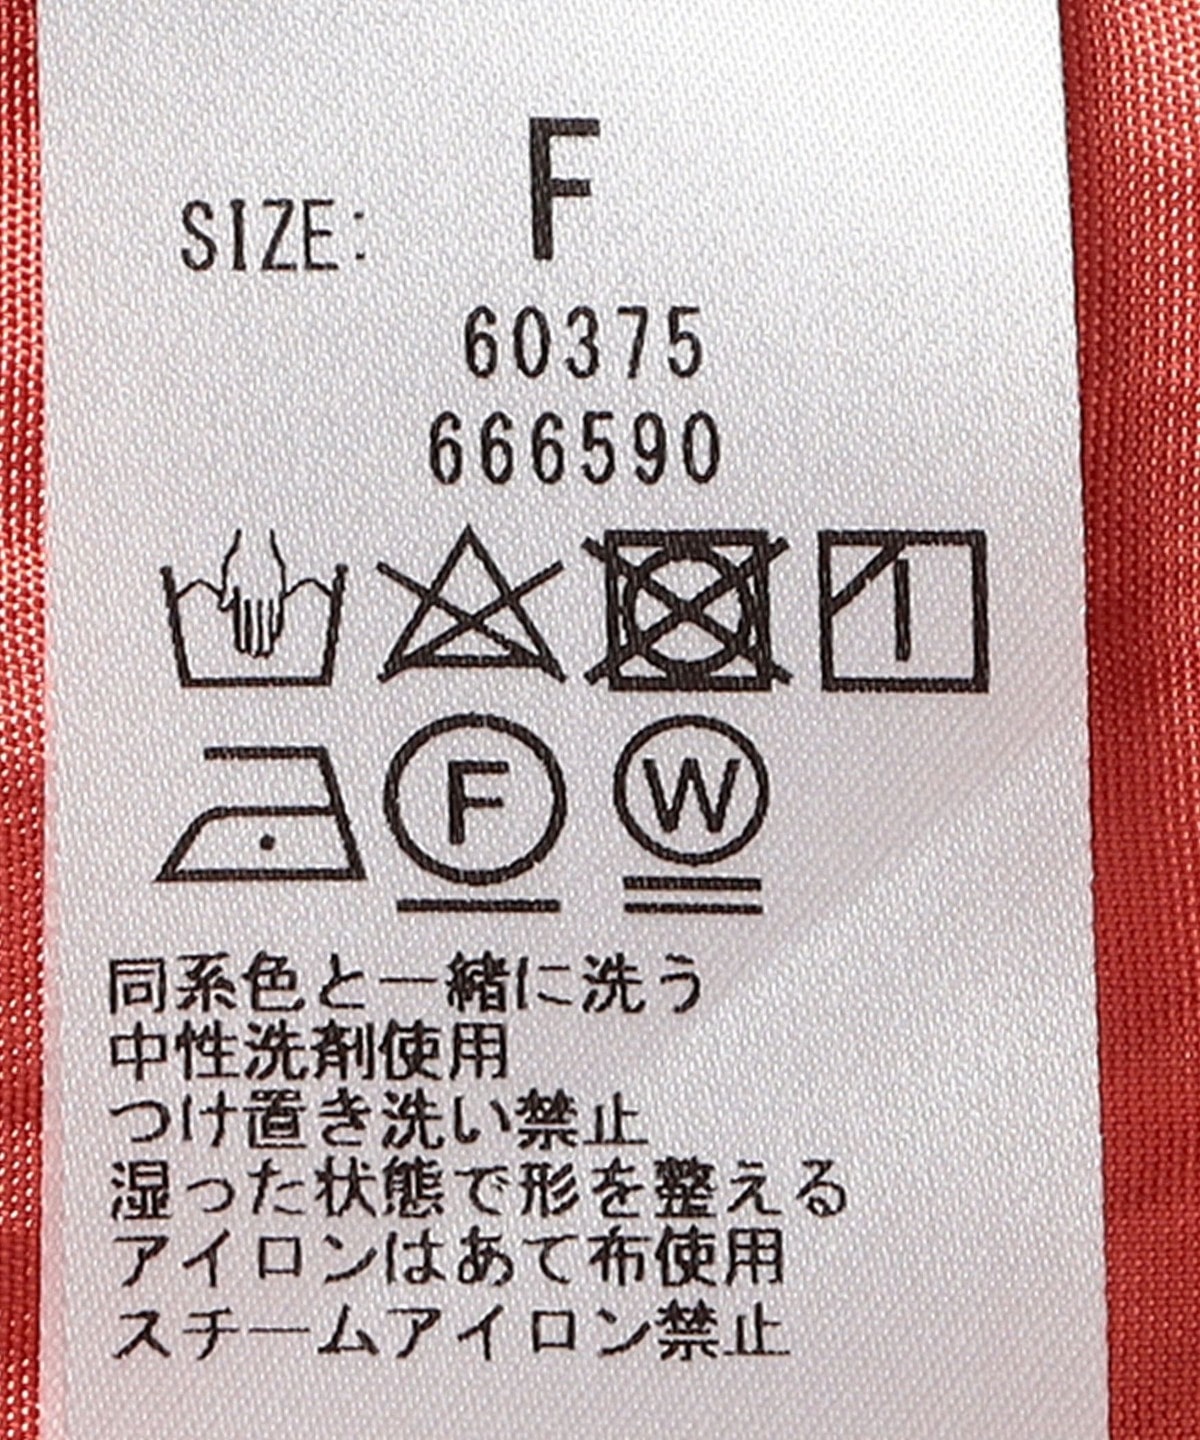 SIZE: F
60375
666590
F W
同系色と一緒に洗う
中性洗剤使用
つけ置き洗い禁止
湿った状態で形を整える
アイロンはあて布使用
スチームアイロン禁止